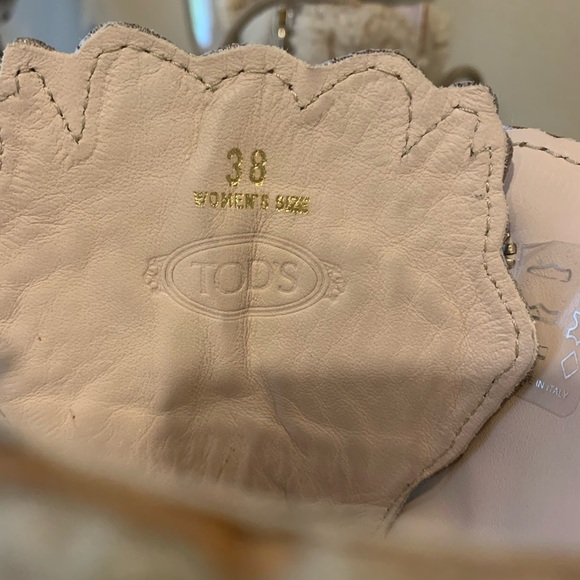 38
WOMEN'S SIZE
TOD'S
IN ITALY